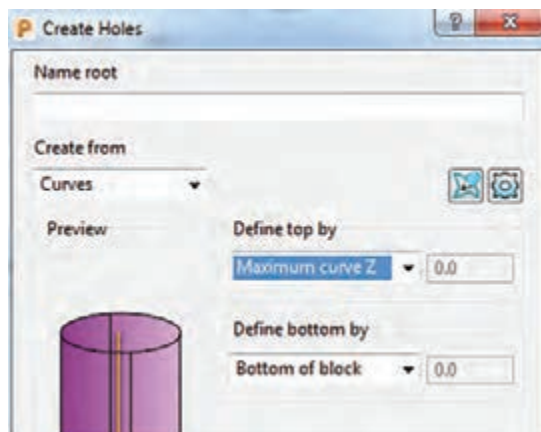 Create Holes
Name root
Create from
Curves
Preview
Define top by
Maximum curve Z 0.0
Define bottom by
Bottom of block 0.0